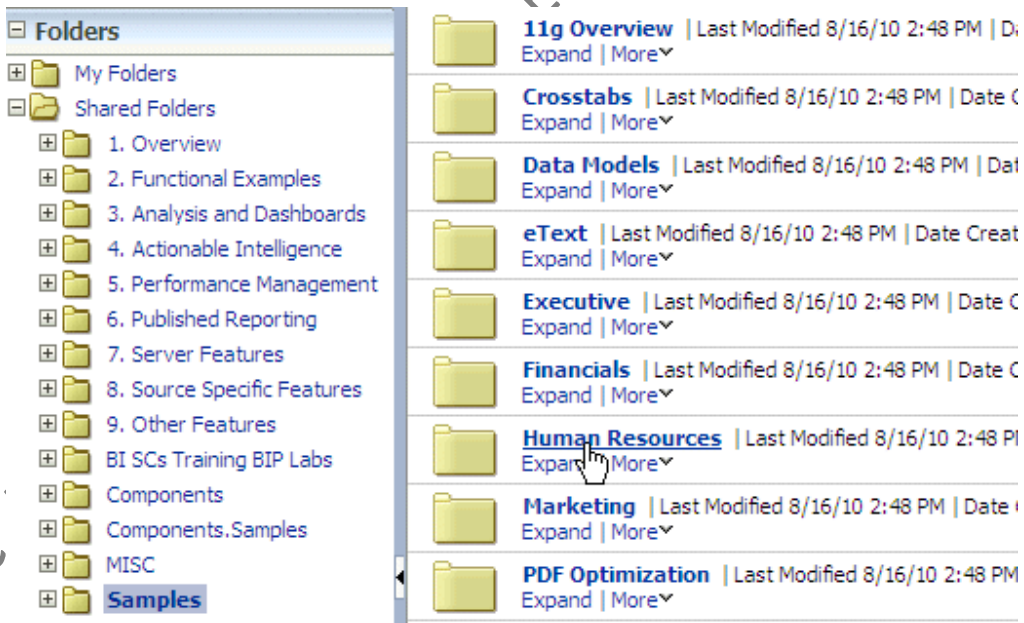 Folders
My Folders
Shared Folders
1. Overview
2. Functional Examples
3. Analysis and Dashboards
4. Actionable Intelligence
5. Performance Management
6. Published Reporting
7. Server Features
8. Source Specific Features
9. Other Features
BI SCs Training BIP Labs
Components
Components.Samples
MISC
Samples
11g Overview | Last Modified 8/16/10 2:48 PM |
Expand | More
Crosstabs | Last Modified 8/16/10 2:48 PM | Date
Expand | More
Data Models | Last Modified 8/16/10 2:48 PM |
Expand | More
eText | Last Modified 8/16/10 2:48 PM | Date
Expand | More
Executive | Last Modified 8/16/10 2:48 PM | Date
Expand | More
Financials | Last Modified 8/16/10 2:48 PM | Date
Expand | More
Human Resources | Last Modified 8/16/10 2:48
More
Marketing | Last Modified 8/16/10 2:48 PM | Date
Expand | More
PDF Optimization | Last Modified 8/16/10 2:48 PM
Expand | More